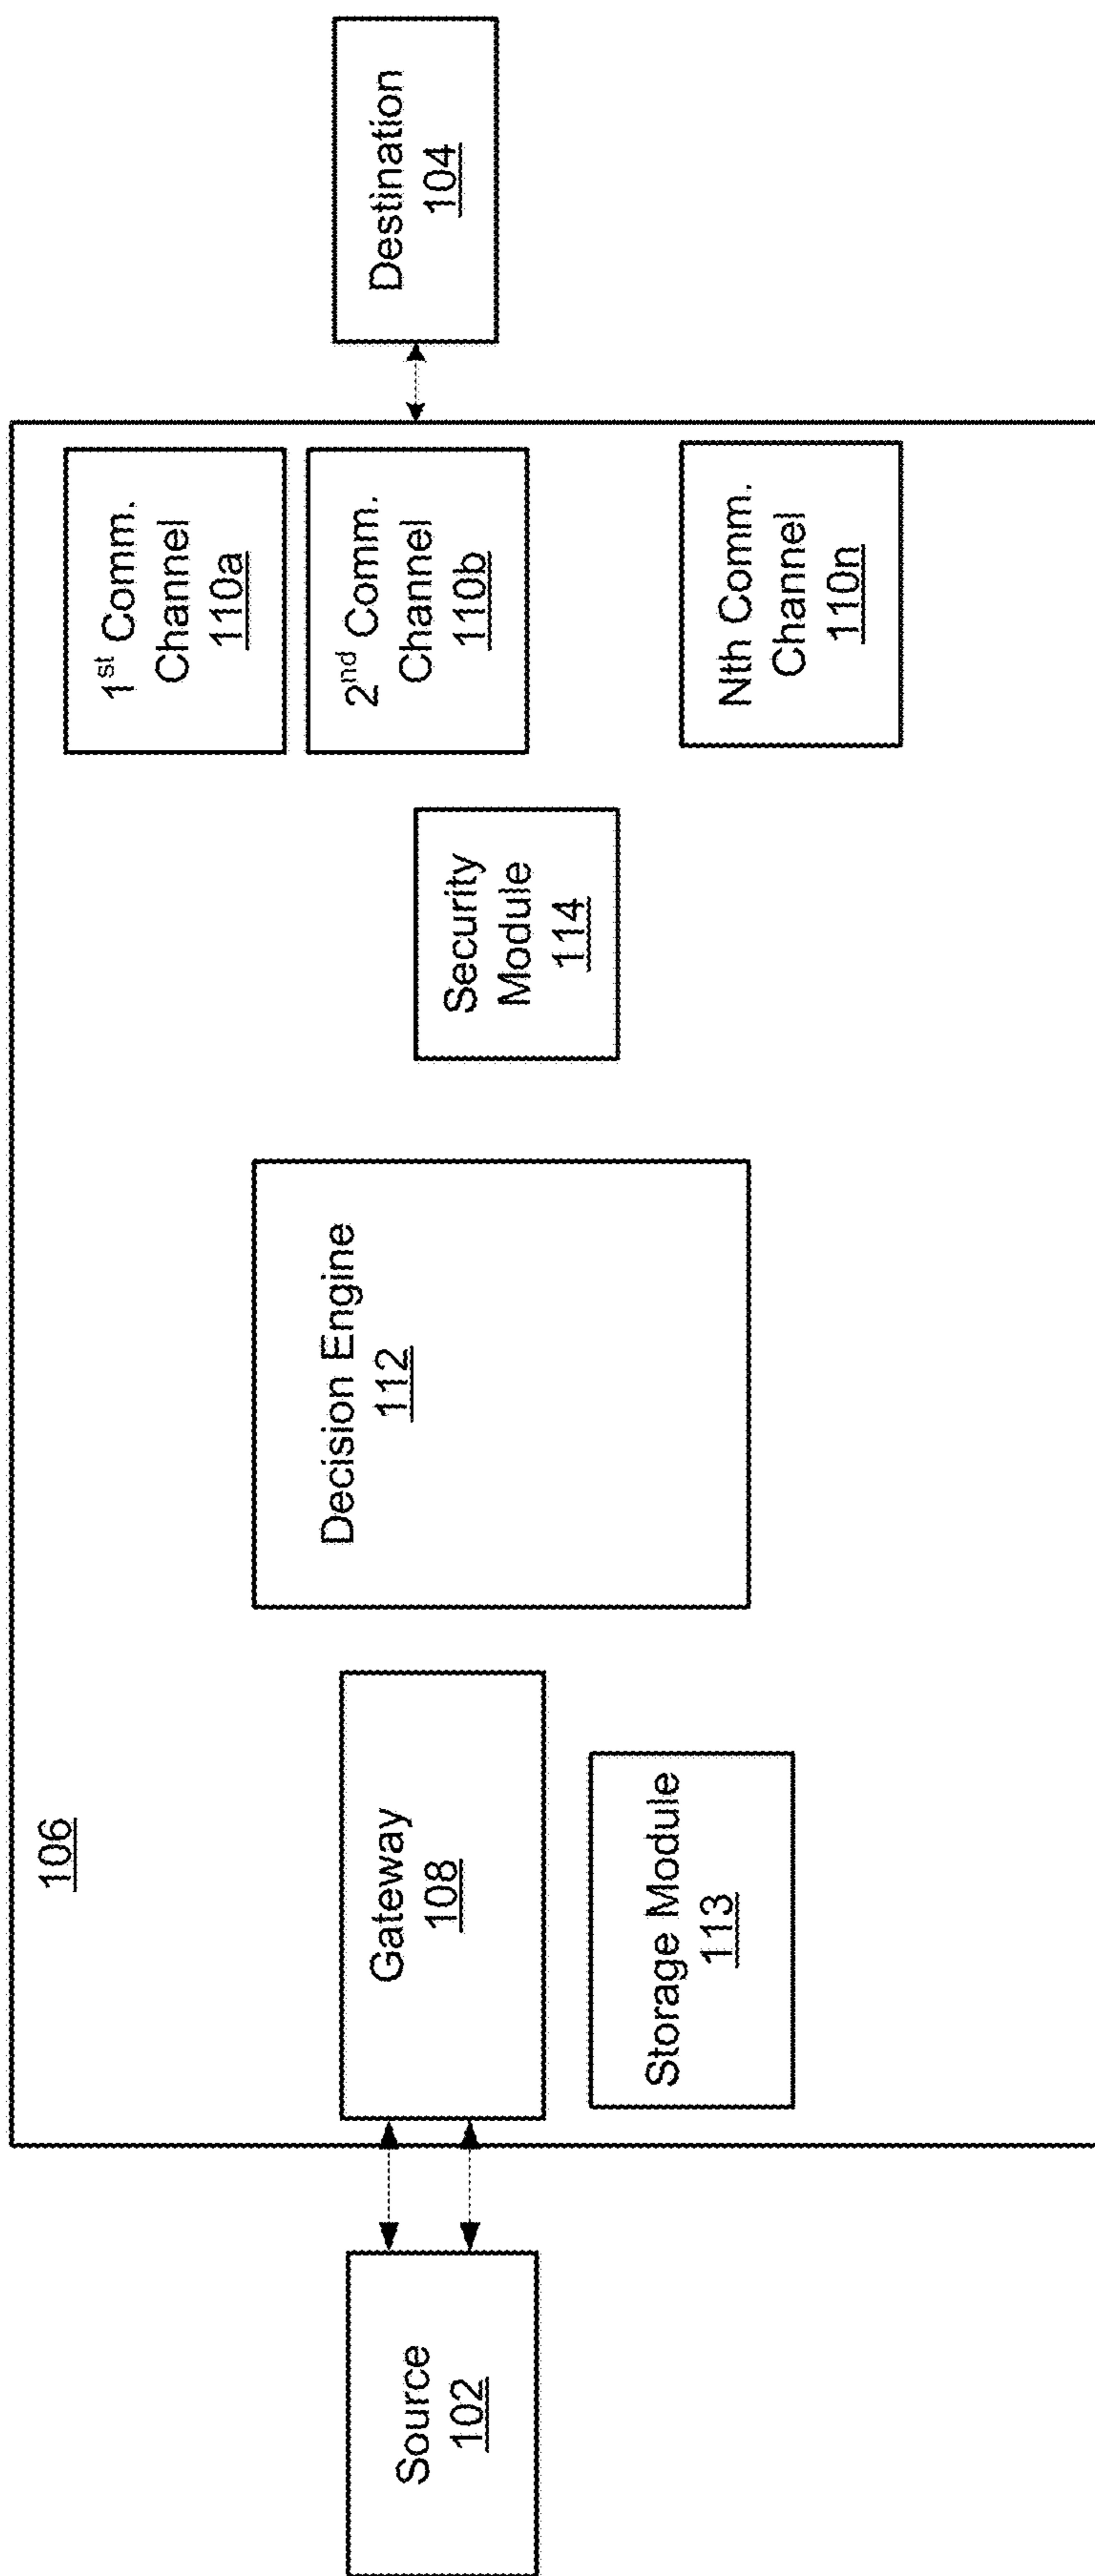 106
Source
102
Gateway
108
Storage Module
113
Decision Engine
112
Security
Module
114
1st Comm.
Channel
110a
2nd Comm.
Channel
110b
Nth Comm.
Channel
110n
Destination
104